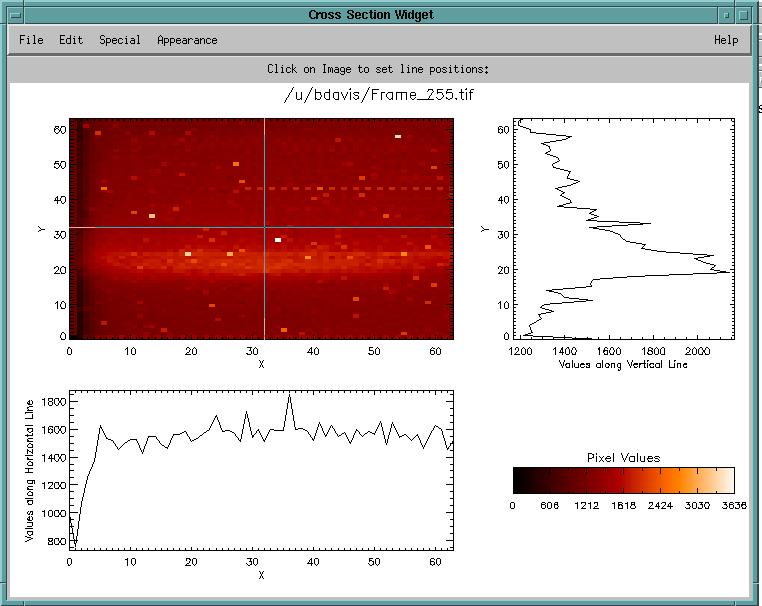 Cross Section Widget
File Edit Special Appearance Help
Click on Image to set line positions:
/u/bdavis/Frame_255.tif
60
50
40
30
20
10
0
Y
0 10 20 30 40 50 60
X
60
50
40
30
20
10
0
Y
1200 1400 1600 1800 2000
Values along Vertical Line
1800
1600
1400
1200
1000
800
Values along Horizontal Line
0 10 20 30 40 50 60
X
Pixel Values
0 606 1212 1818 2424 3030 3636